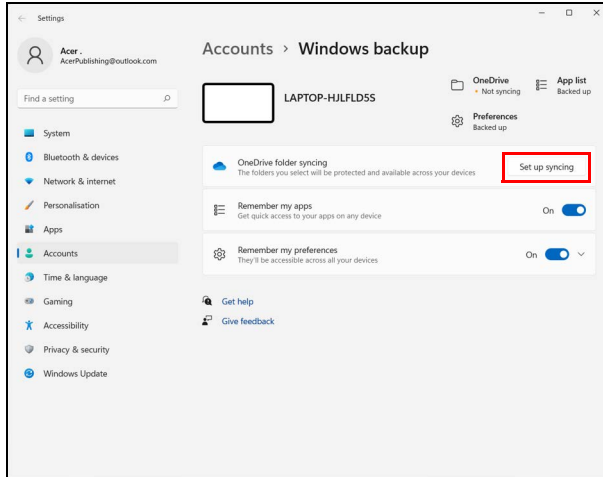 Settings
Acer .
AcerPublishing@outlook.com
Find a setting
System
Bluetooth & devices
Network & internet
Personalisation
Apps
Accounts
Time & language
Gaming
Accessibility
Privacy & security
Windows Update
Accounts > Windows backup
LAPTOP-HJLFLD5S
OneDrive
• Not syncing
App list
Backed up
Preferences
Backed up
OneDrive folder syncing
The folders you select will be protected and available across your devices
Set up syncing
Remember my apps
Get quick access to your apps on any device
On
Remember my preferences
They'll be accessible across all your devices
On
Get help
Give feedback